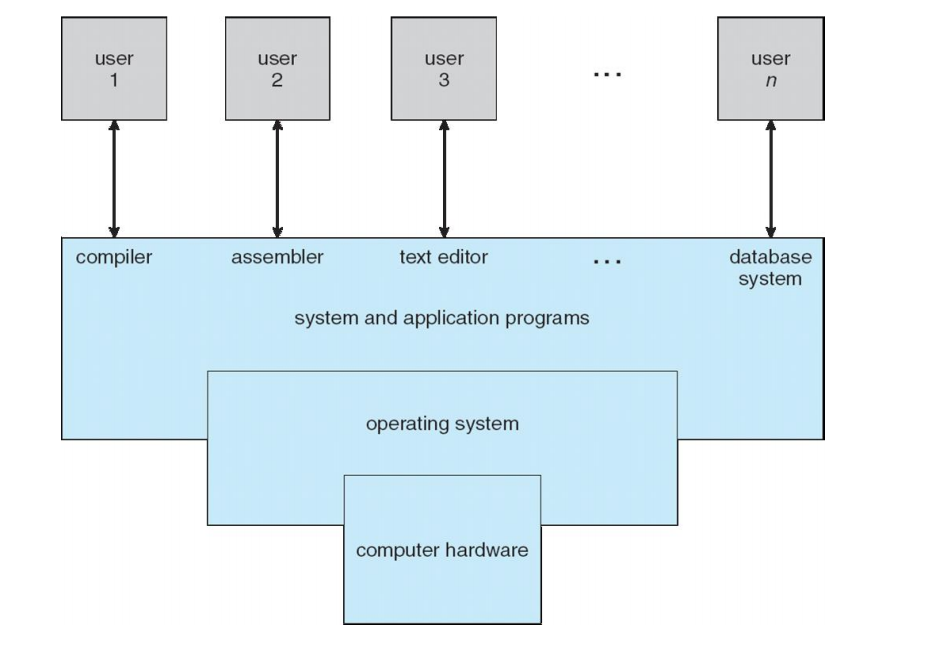 user
1
user
2
user
3
...
user
n
compiler
assembler
text editor
...
database
system
system and application programs
operating system
computer hardware